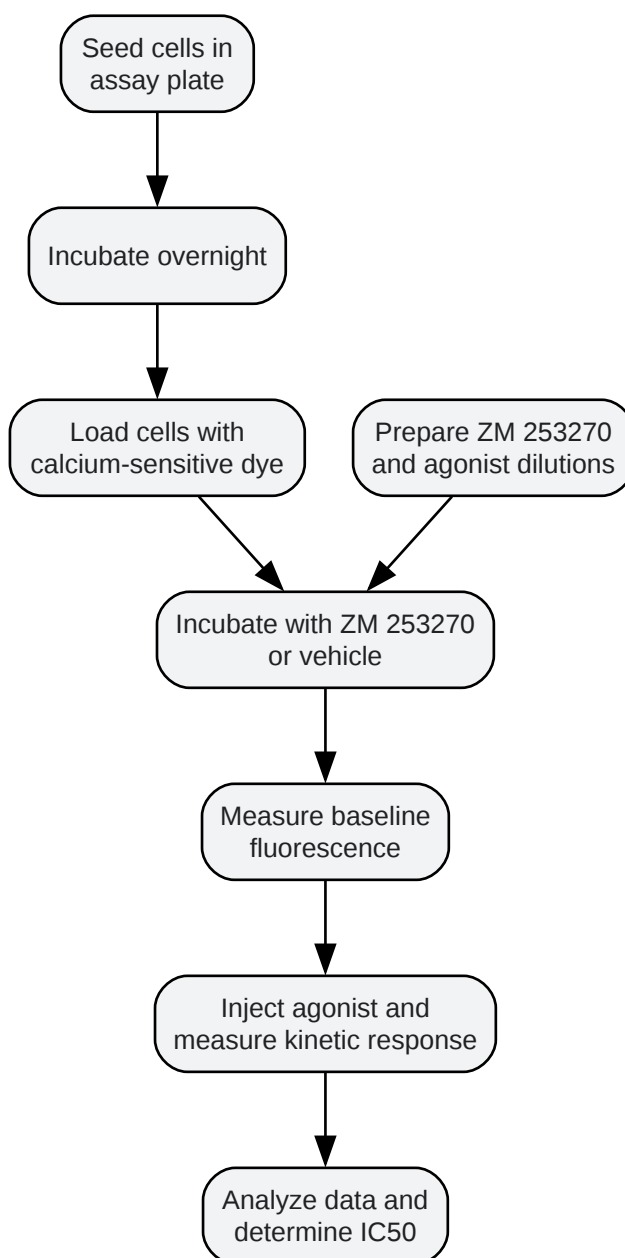 Seed cells in
assay plate
Incubate overnight
Load cells with
calcium-sensitive dye
Prepare ZM 253270
and agonist dilutions
Incubate with ZM 253270
or vehicle
Measure baseline
fluorescence
Inject agonist and
measure kinetic response
Analyze data and
determine IC50